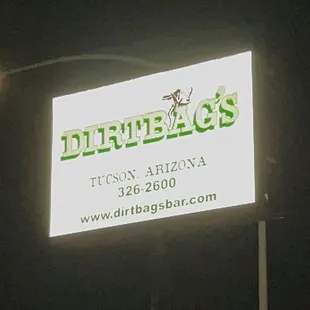 DIRTBAG'S
TUCSON, ARIZONA
326-2600
www.dirtbagsbar.com